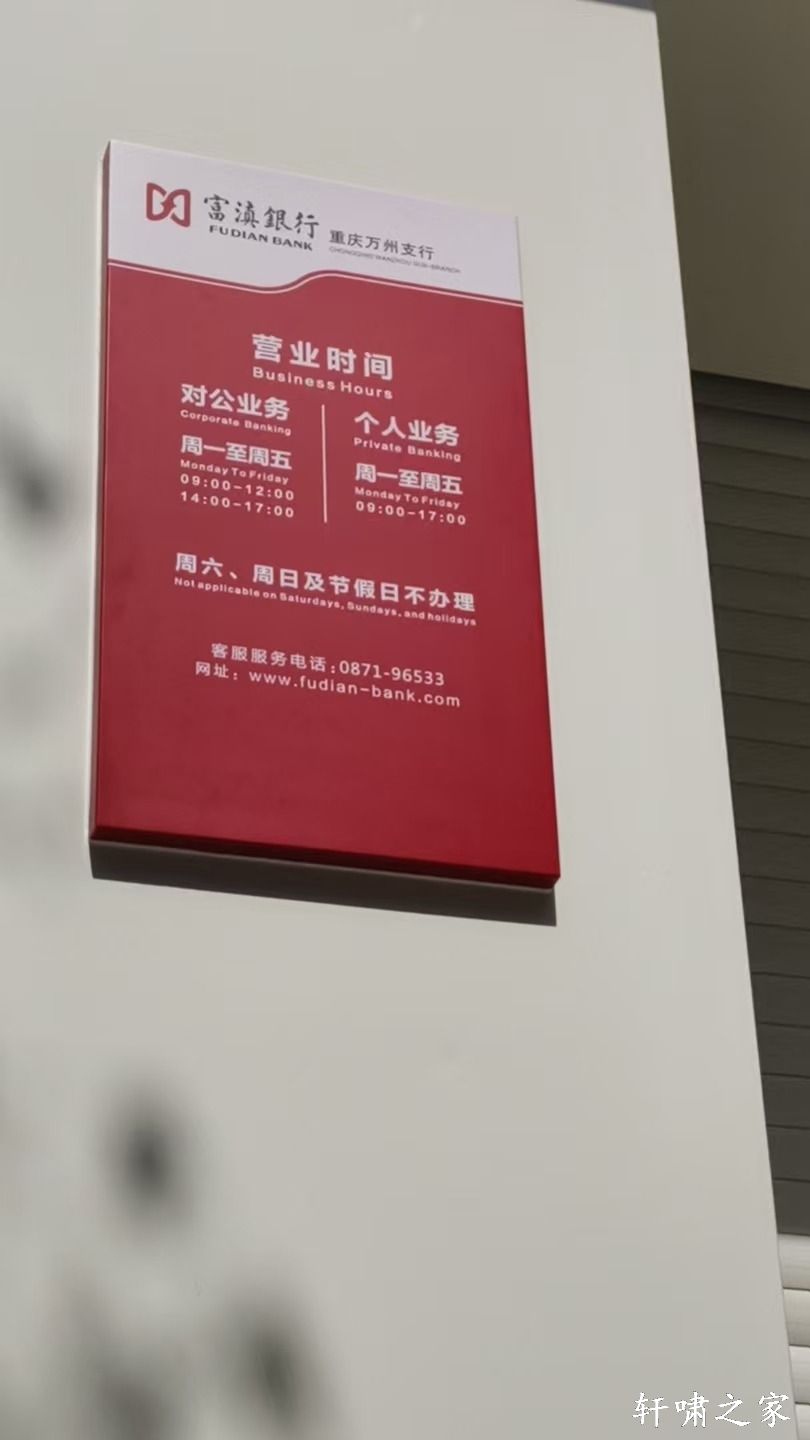 富滇銀行
FUDIAN BANK
重庆万州支行
CHONGQING WANZHOU SUB-BRANCH
营业时间
Business Hours
对公业务
Corporate Banking
周一至周五
Monday To Friday
09:00-12:00
14:00-17:00
个人业务
Private Banking
周一至周五
Monday To Friday
09:00-17:00
周六、周日及节假日不办理
Not applicable on Saturdays, Sundays, and holidays
客服服务电话:0871-96533
网址: www.fudian-bank.com
轩啸之家